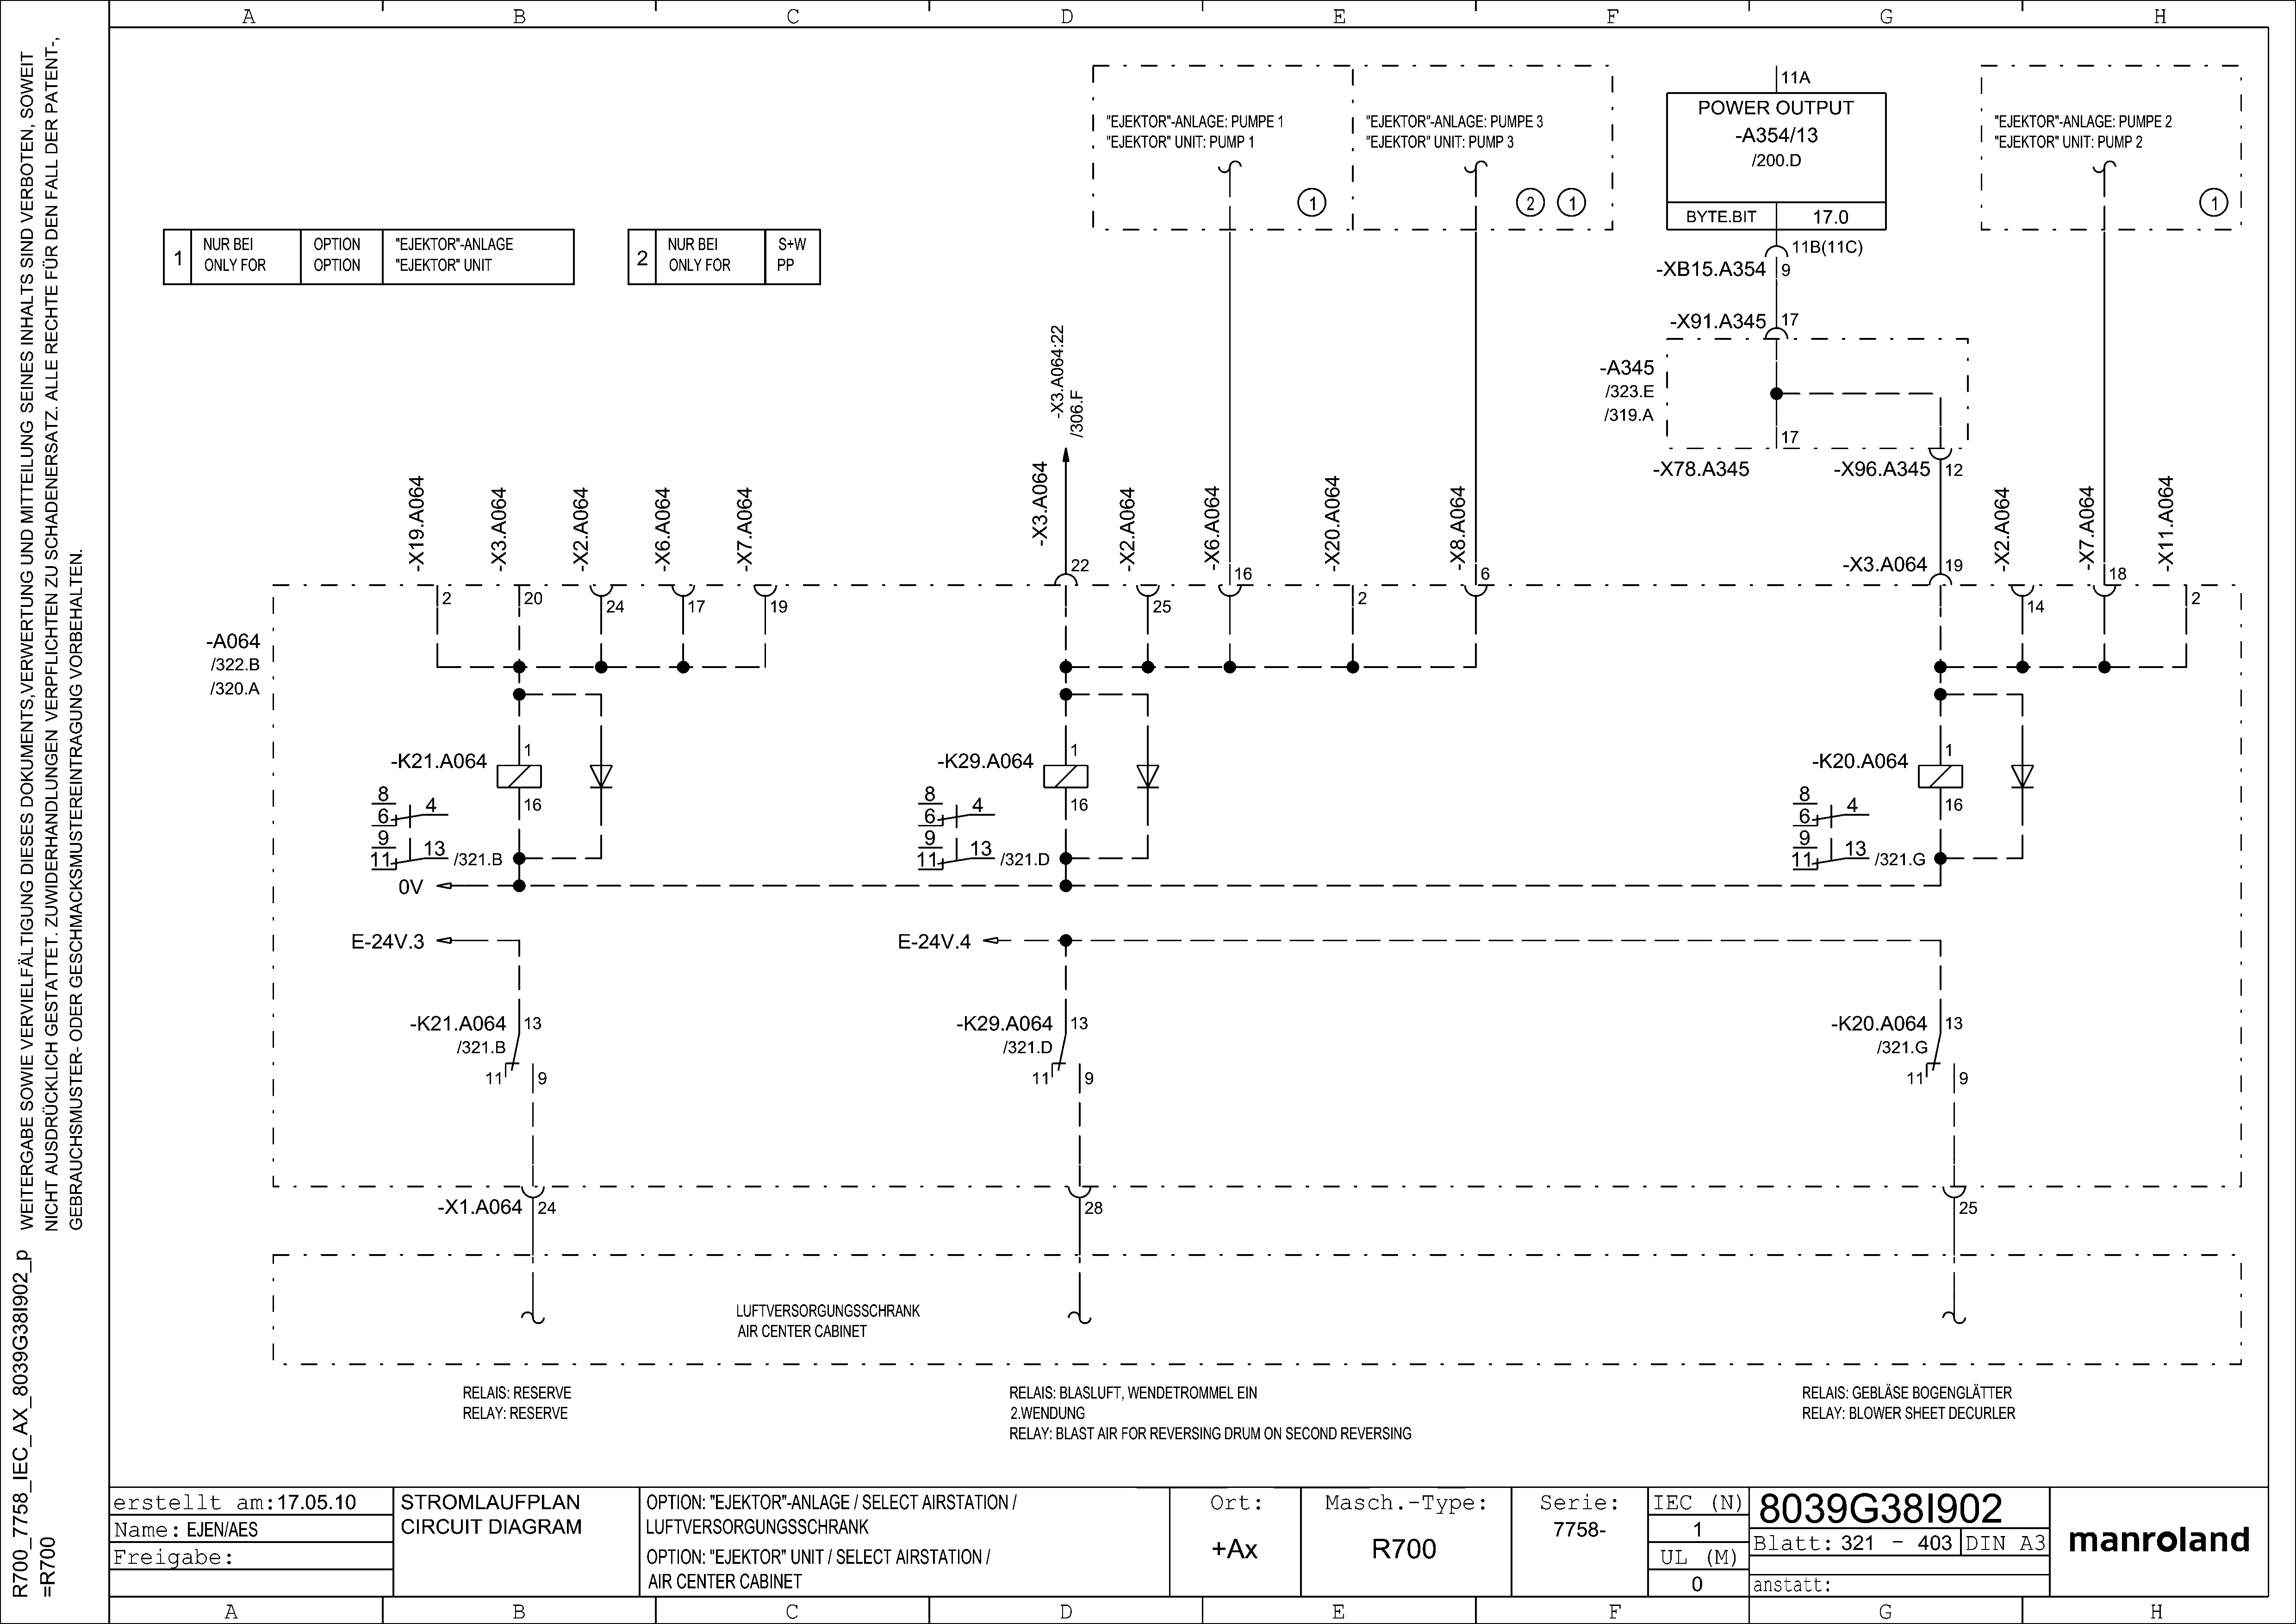 A B C D E F G H
WEITERGABE SOWIE VERVIELFÄLTIGUNG DIESES DOKUMENTS,VERWERTUNG UND MITTEILUNG SEINES INHALTS SIND VERBOTEN, SOWEIT
NICHT AUSDRÜCKLICH GESTATTET. ZUWIDERHANDLUNGEN VERPFLICHTEN ZU SCHADENERSATZ. ALLE RECHTE FÜR DEN FALL DER PATENT-,
GEBRAUCHSMUSTER- ODER GESCHMACKSMUSTEREINTRAGUNG VORBEHALTEN.
R700_7758_IEC_AX_8039G38I902_p
=R700
1 NUR BEI OPTION "EJEKTOR"-ANLAGE
ONLY FOR OPTION "EJEKTOR" UNIT
2 NUR BEI S+W
ONLY FOR PP
"EJEKTOR"-ANLAGE: PUMPE 1
"EJEKTOR" UNIT: PUMP 1
1
"EJEKTOR"-ANLAGE: PUMPE 3
"EJEKTOR" UNIT: PUMP 3
2 1
11A
POWER OUTPUT
-A354/13
/200.D
BYTE.BIT 17.0
11B(11C)
-XB15.A354 9
-X91.A345 17
"EJEKTOR"-ANLAGE: PUMPE 2
"EJEKTOR" UNIT: PUMP 2
1
-A345
/323.E
/319.A
17
-X78.A345 -X96.A345 12
-X3.A064:22
/306.F
-X19.A064 -X3.A064 -X2.A064 -X6.A064 -X7.A064 -X3.A064 -X2.A064 -X6.A064 -X20.A064 -X8.A064 -X3.A064 19 -X2.A064 -X7.A064 -X11.A064
2 20 24 17 19 22 25 16 2 6 14 18 2
-A064
/322.B
/320.A
-K21.A064 1 16
8 6 4
9 11 13 /321.B
-K29.A064 1 16
8 6 4
9 11 13 /321.D
-K20.A064 1 16
8 6 4
9 11 13 /321.G
0V
E-24V.3 E-24V.4
-K21.A064 13
/321.B
11 9
-K29.A064 13
/321.D
11 9
-K20.A064 13
/321.G
11 9
-X1.A064 24 28 25
LUFTVERSORGUNGSSCHRANK
AIR CENTER CABINET
RELAIS: RESERVE
RELAY: RESERVE
RELAIS: BLASLUFT, WENDETROMMEL EIN
2.WENDUNG
RELAY: BLAST AIR FOR REVERSING DRUM ON SECOND REVERSING
RELAIS: GEBLÄSE BOGENGLÄTTER
RELAY: BLOWER SHEET DECURLER
erstellt am:17.05.10
Name: EJEN/AES
Freigabe:
STROMLAUFPLAN
CIRCUIT DIAGRAM
OPTION: "EJEKTOR"-ANLAGE / SELECT AIRSTATION /
LUFTVERSORGUNGSSCHRANK
OPTION: "EJEKTOR" UNIT / SELECT AIRSTATION /
AIR CENTER CABINET
Ort:
+Ax
Masch.-Type:
R700
Serie:
7758-
IEC (N)
1
UL (M)
0
8039G38I902
Blatt: 321 - 403 DIN A3
anstatt:
manroland
A B C D E F G H